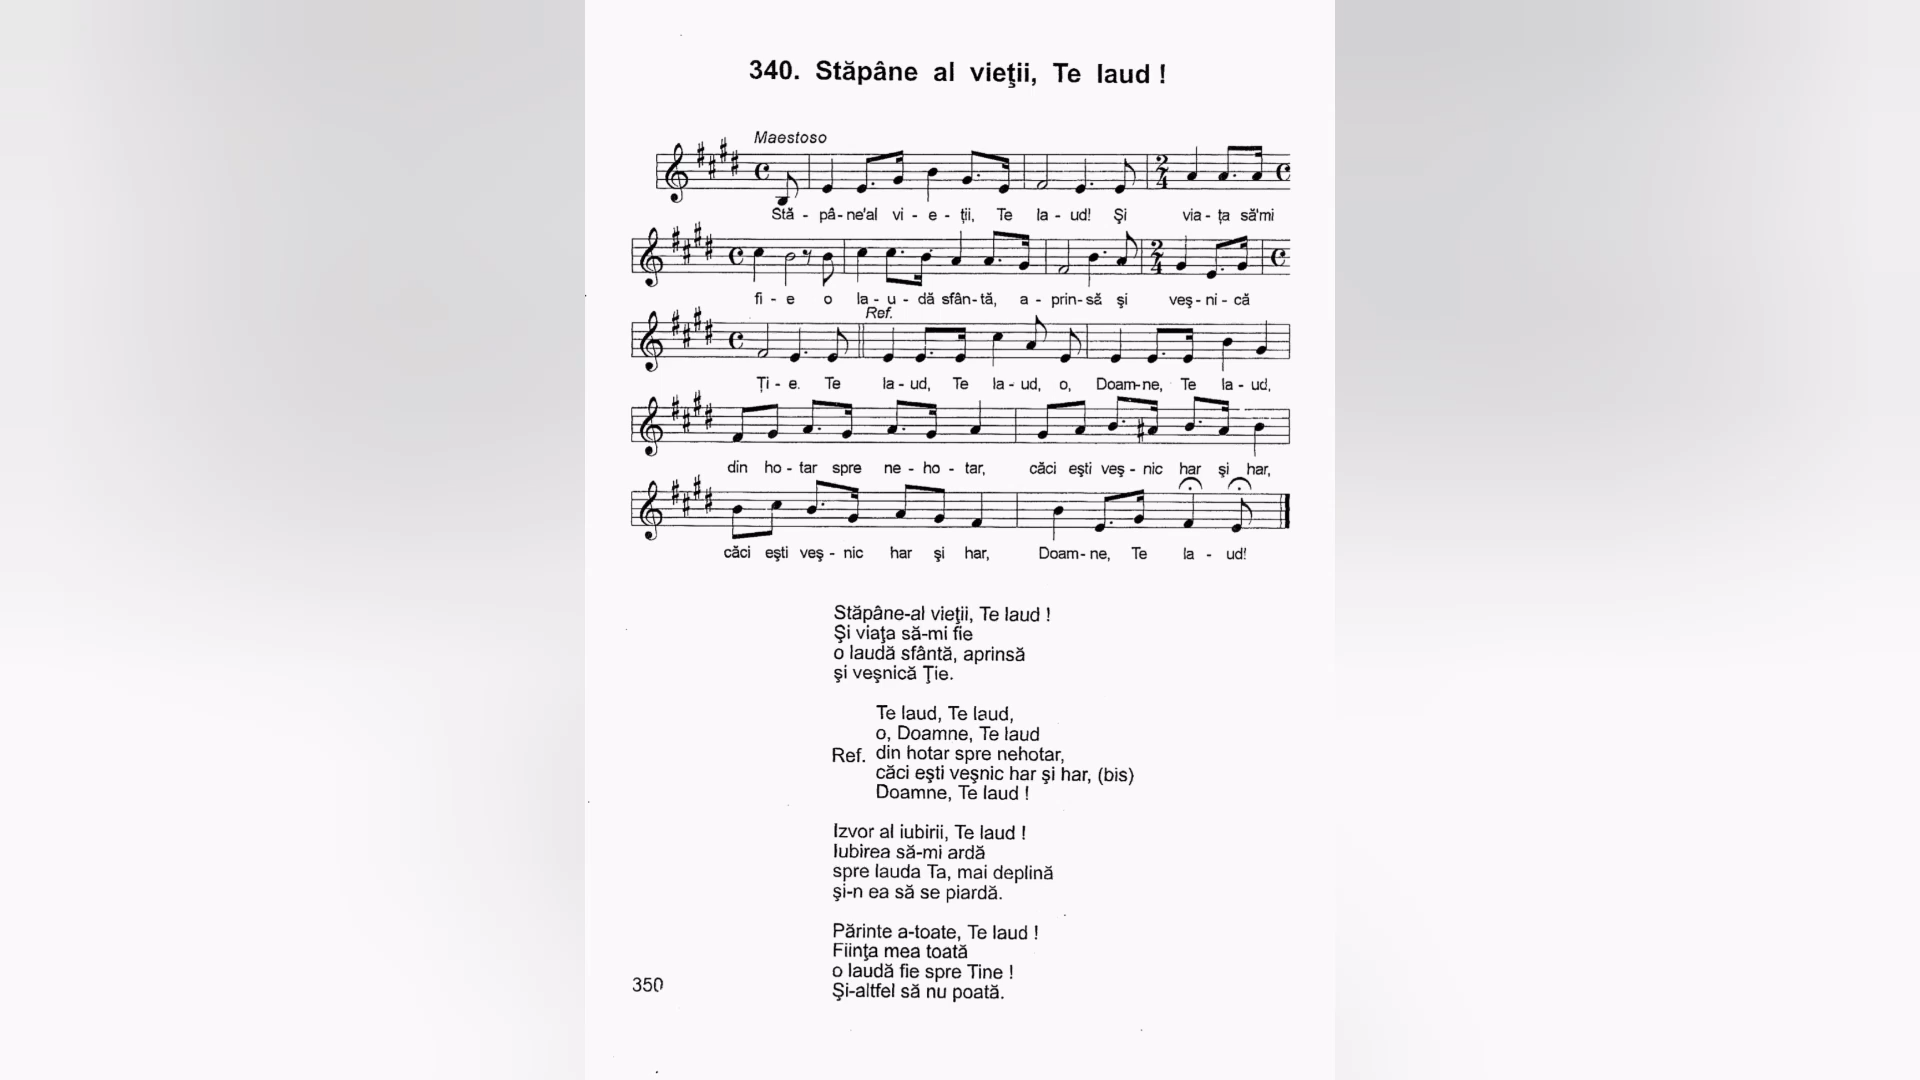 340. Stăpâne al vieţii, Te laud !
Maestoso
Stă - pâ-ne'al vi - e - ții, Te la - ud! Şi via - ța să'mi
fi - e o la - u - dă sfân-tă, a - prin-să şi veş - ni - că
Ref.
Ți - e. Te la - ud, Te la - ud, o, Doam-ne, Te la - ud,
din ho - tar spre ne - ho - tar, căci eşti veş - nic har şi har,
căci eşti veş - nic har şi har, Doam- ne, Te la - ud!
Stăpâne-al vieţii, Te laud !
Şi viaţa să-mi fie
o laudă sfântă, aprinsă
şi veşnică Ţie.
Te laud, Te laud,
o, Doamne, Te laud
Ref. din hotar spre nehotar,
căci eşti veşnic har şi har, (bis)
Doamne, Te laud !
Izvor al iubirii, Te laud !
Iubirea să-mi ardă
spre lauda Ta, mai deplină
şi-n ea să se piardă.
Părinte a-toate, Te laud !
Fiinţa mea toată
o laudă fie spre Tine !
Şi-altfel să nu poată.
350